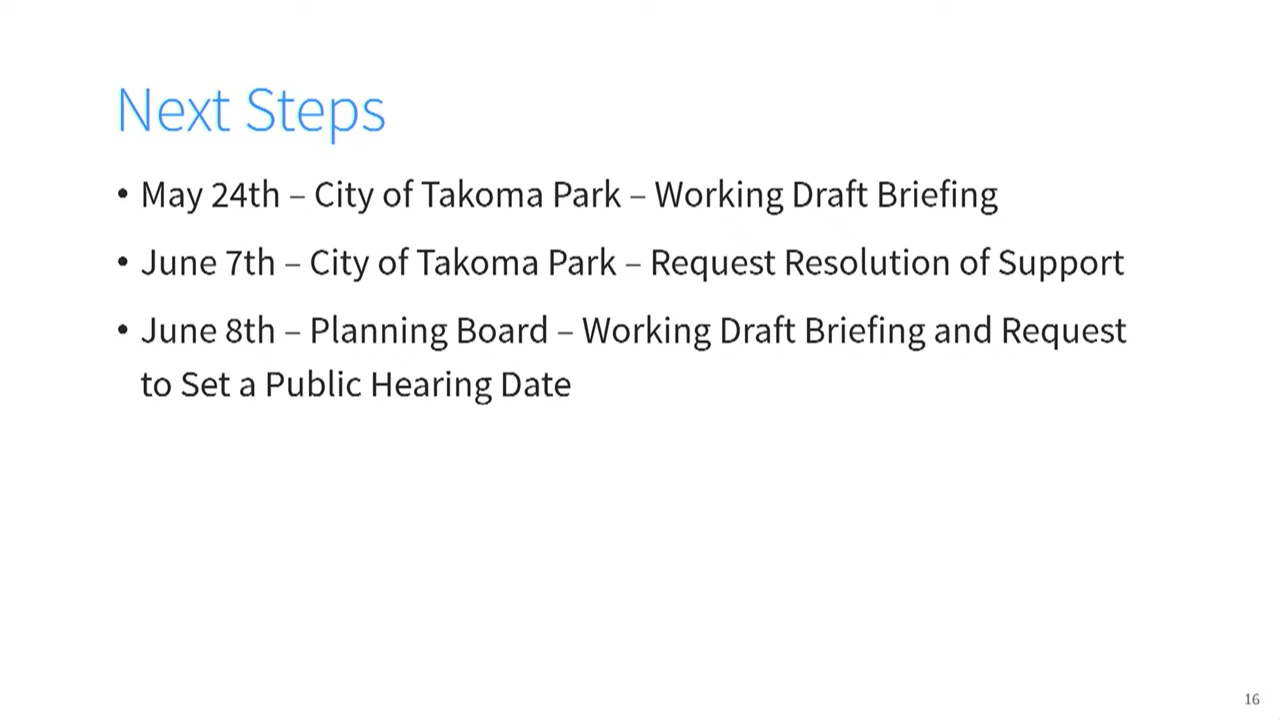 Next Steps
• May 24th – City of Takoma Park – Working Draft Briefing
• June 7th – City of Takoma Park – Request Resolution of Support
• June 8th – Planning Board – Working Draft Briefing and Request
to Set a Public Hearing Date
16